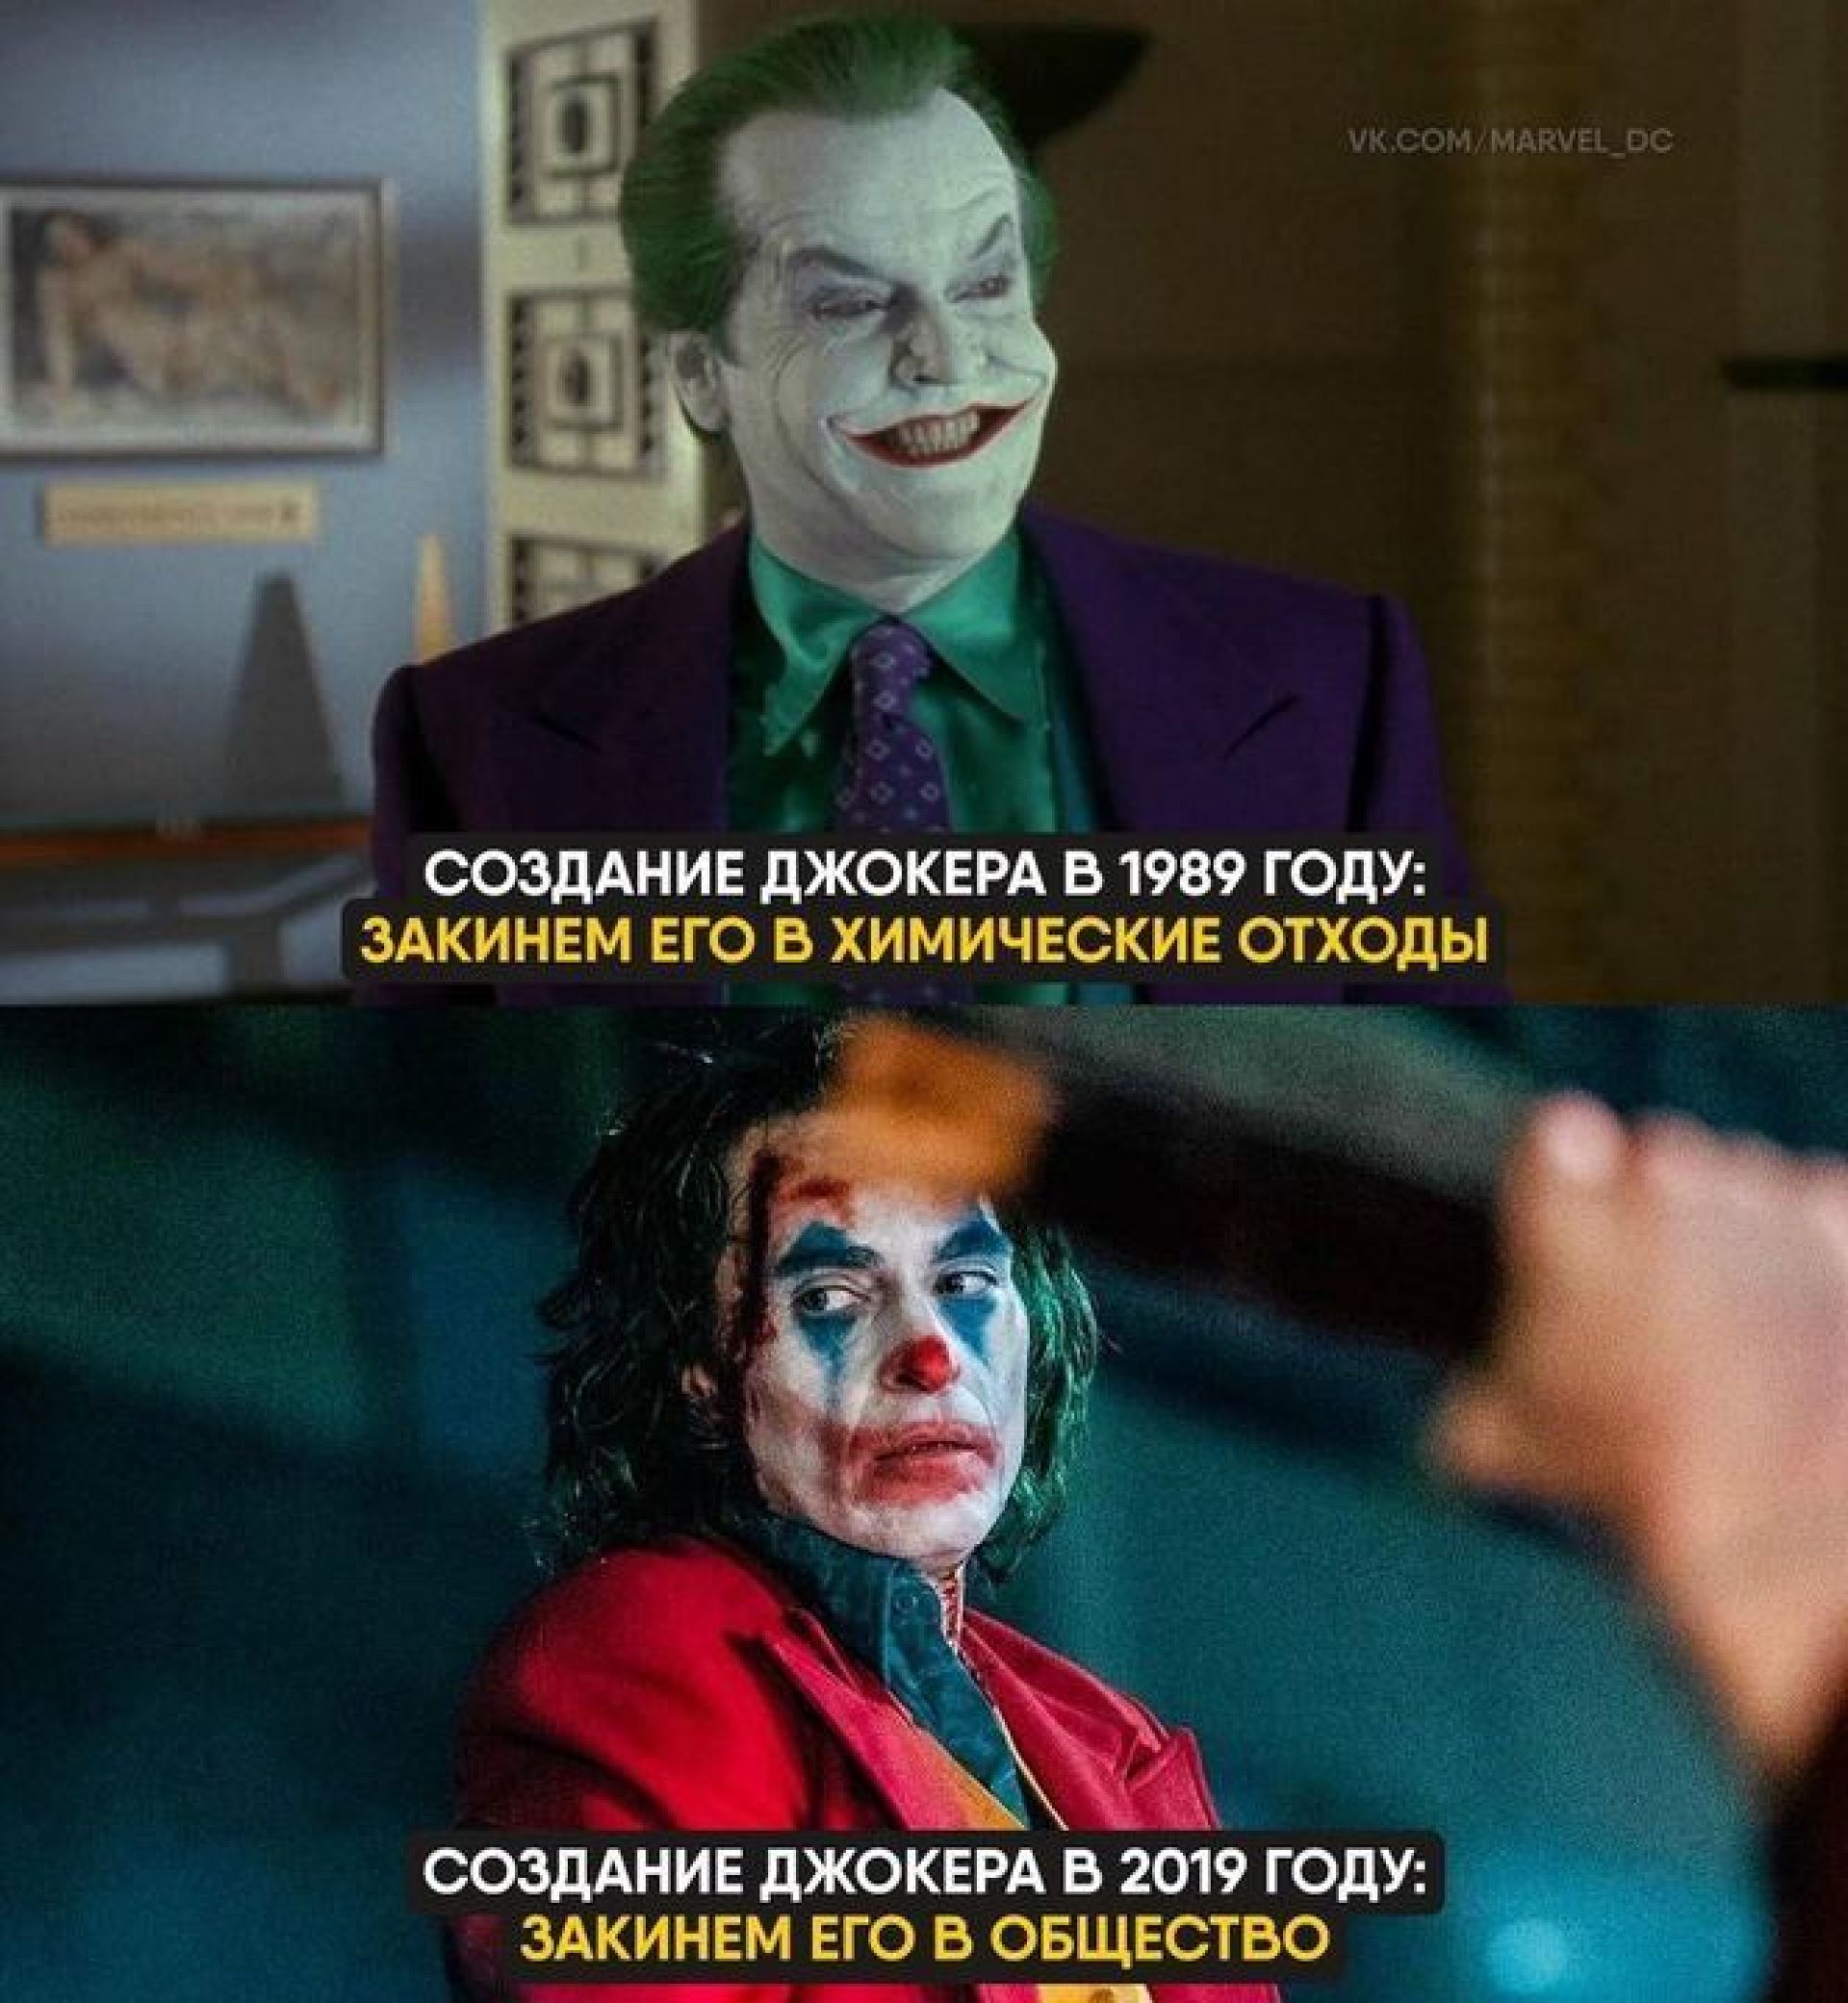 VK.COM/MARVEL_DC
СОЗДАНИЕ ДЖОКЕРА В 1989 ГОДУ:
ЗАКИНЕМ ЕГО В ХИМИЧЕСКИЕ ОТХОДЫ
СОЗДАНИЕ ДЖОКЕРА В 2019 ГОДУ:
ЗАКИНЕМ ЕГО В ОБЩЕСТВО